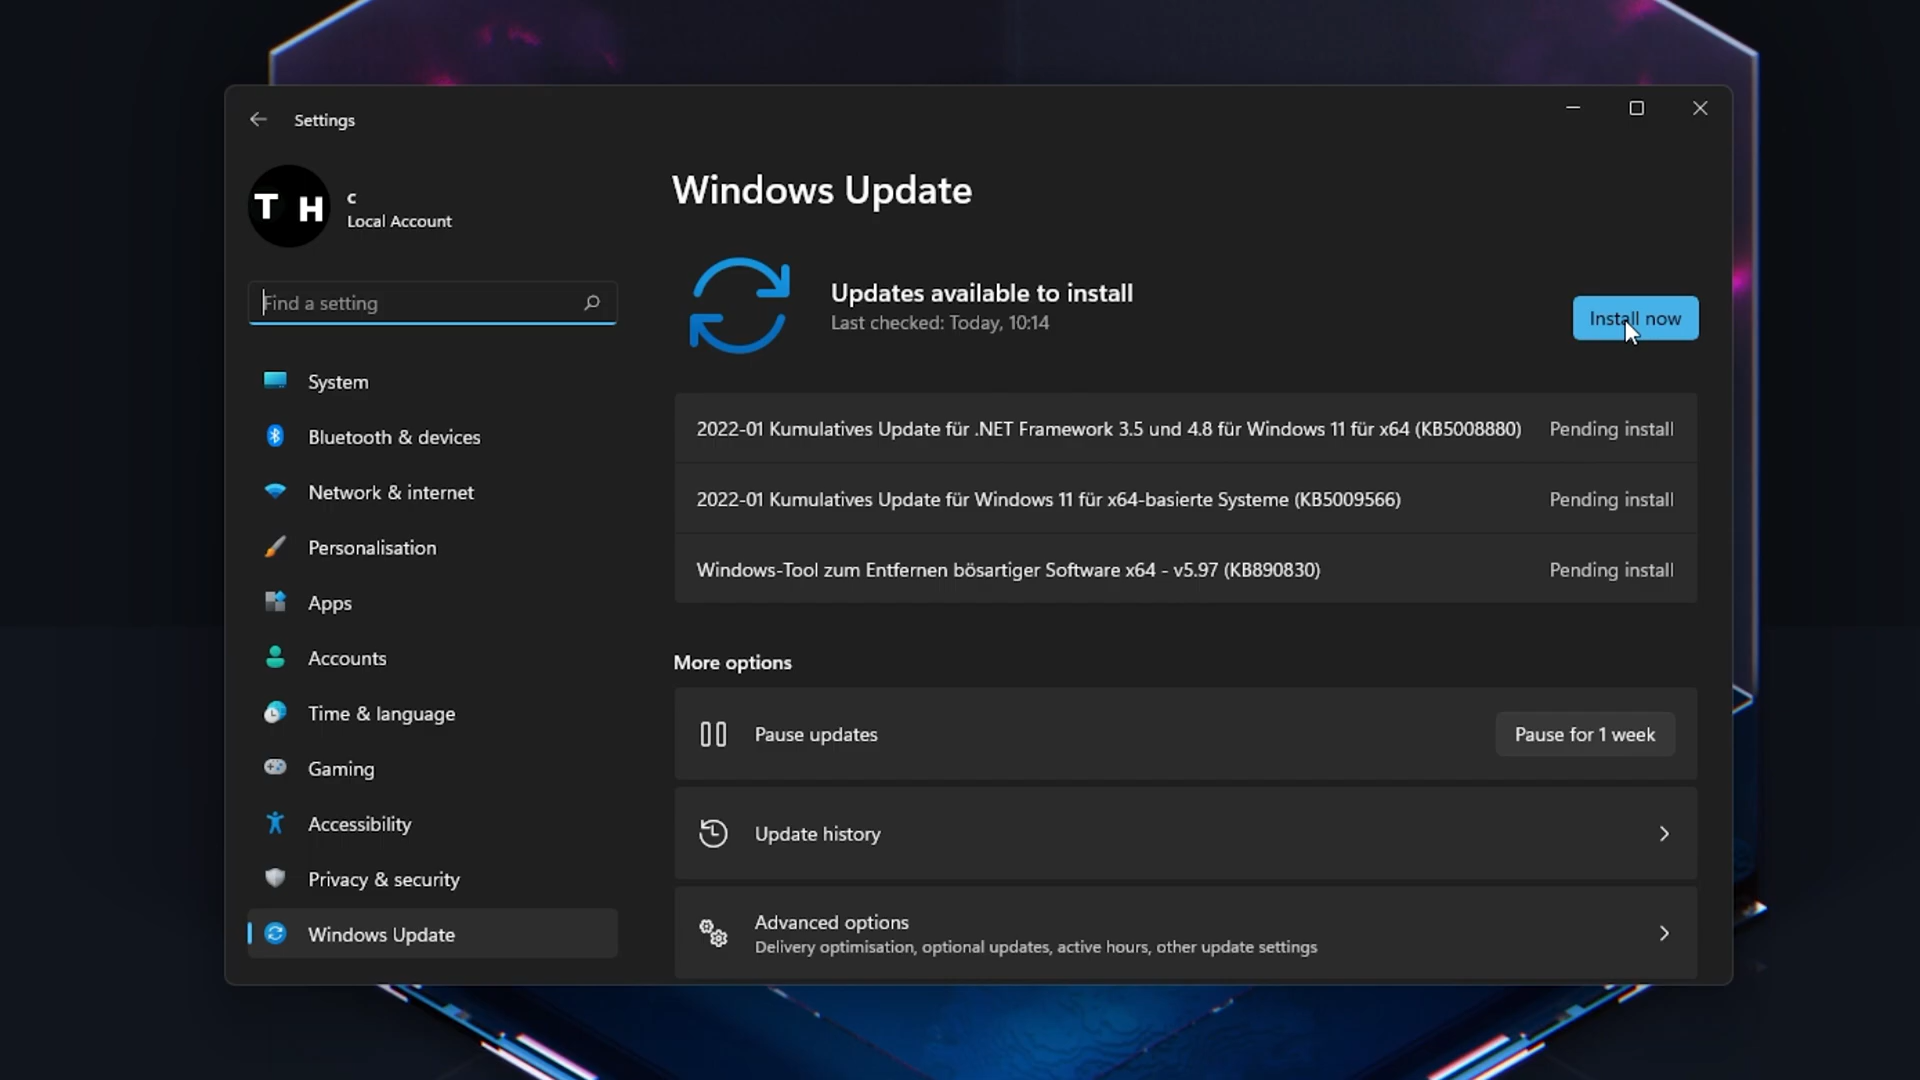 Settings
T H
c
Local Account
Find a setting
System
Bluetooth & devices
Network & internet
Personalisation
Apps
Accounts
Time & language
Gaming
Accessibility
Privacy & security
Windows Update
Windows Update
Updates available to install
Last checked: Today, 10:14
Install now
2022-01 Kumulatives Update für .NET Framework 3.5 und 4.8 für Windows 11 für x64 (KB5008880) Pending install
2022-01 Kumulatives Update für Windows 11 für x64-basierte Systeme (KB5009566) Pending install
Windows-Tool zum Entfernen bösartiger Software x64 - v5.97 (KB890830) Pending install
More options
Pause updates Pause for 1 week
Update history
Advanced options
Delivery optimisation, optional updates, active hours, other update settings